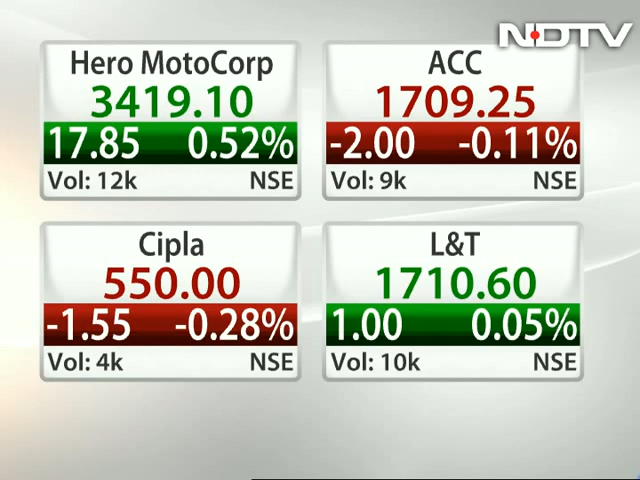 NDTV
Hero MotoCorp
3419.10
17.85 0.52%
Vol: 12k NSE
ACC
1709.25
-2.00 -0.11%
Vol: 9k NSE
Cipla
550.00
-1.55 -0.28%
Vol: 4k NSE
L&T
1710.60
1.00 0.05%
Vol: 10k NSE